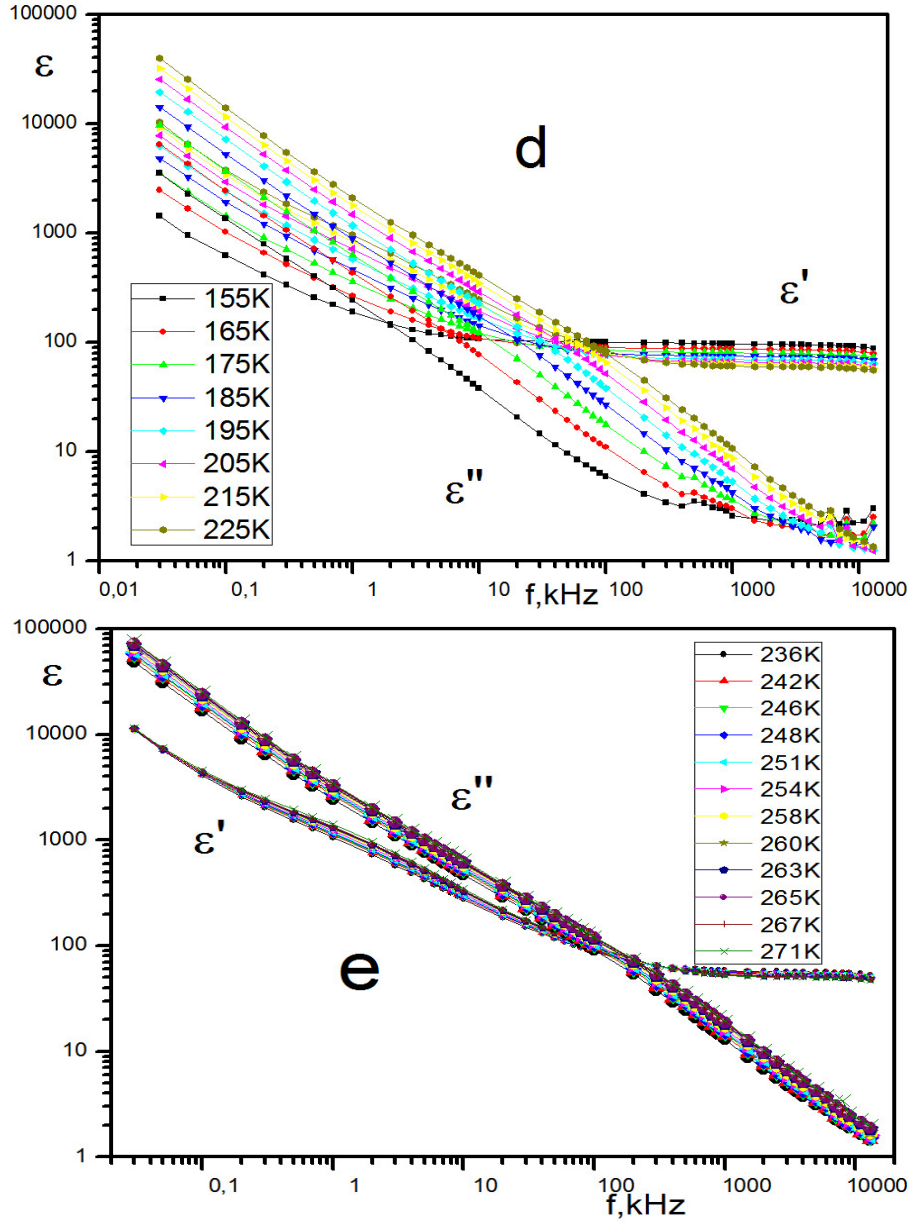 100000
ε
10000
d
1000
ε'
155K
165K
175K
185K
195K
205K
215K
225K
100
10
ε''
1
0,01
0,1
1
10
100
1000
10000
f,kHz
100000
ε
236K
242K
246K
248K
251K
254K
258K
260K
263K
265K
267K
271K
10000
ε''
ε'
1000
100
e
10
1
0,1
1
10
100
1000
10000
f,kHz